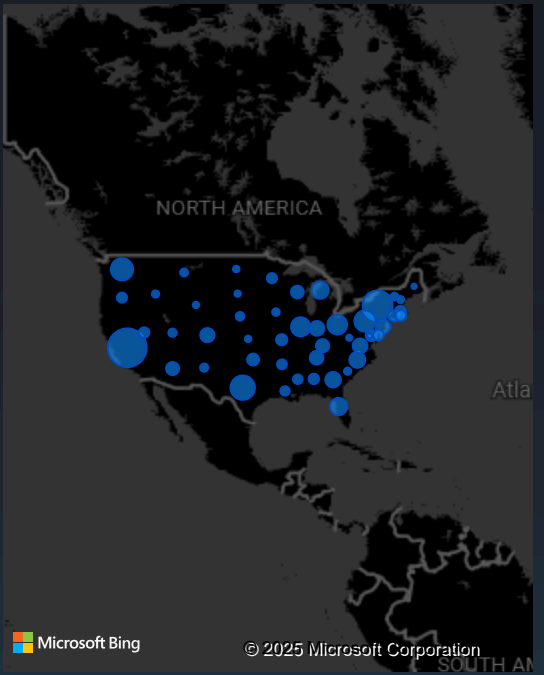 NORTH AMERICA
Atla
Microsoft Bing
© 2025 Microsoft Corporation
SOUTH AM